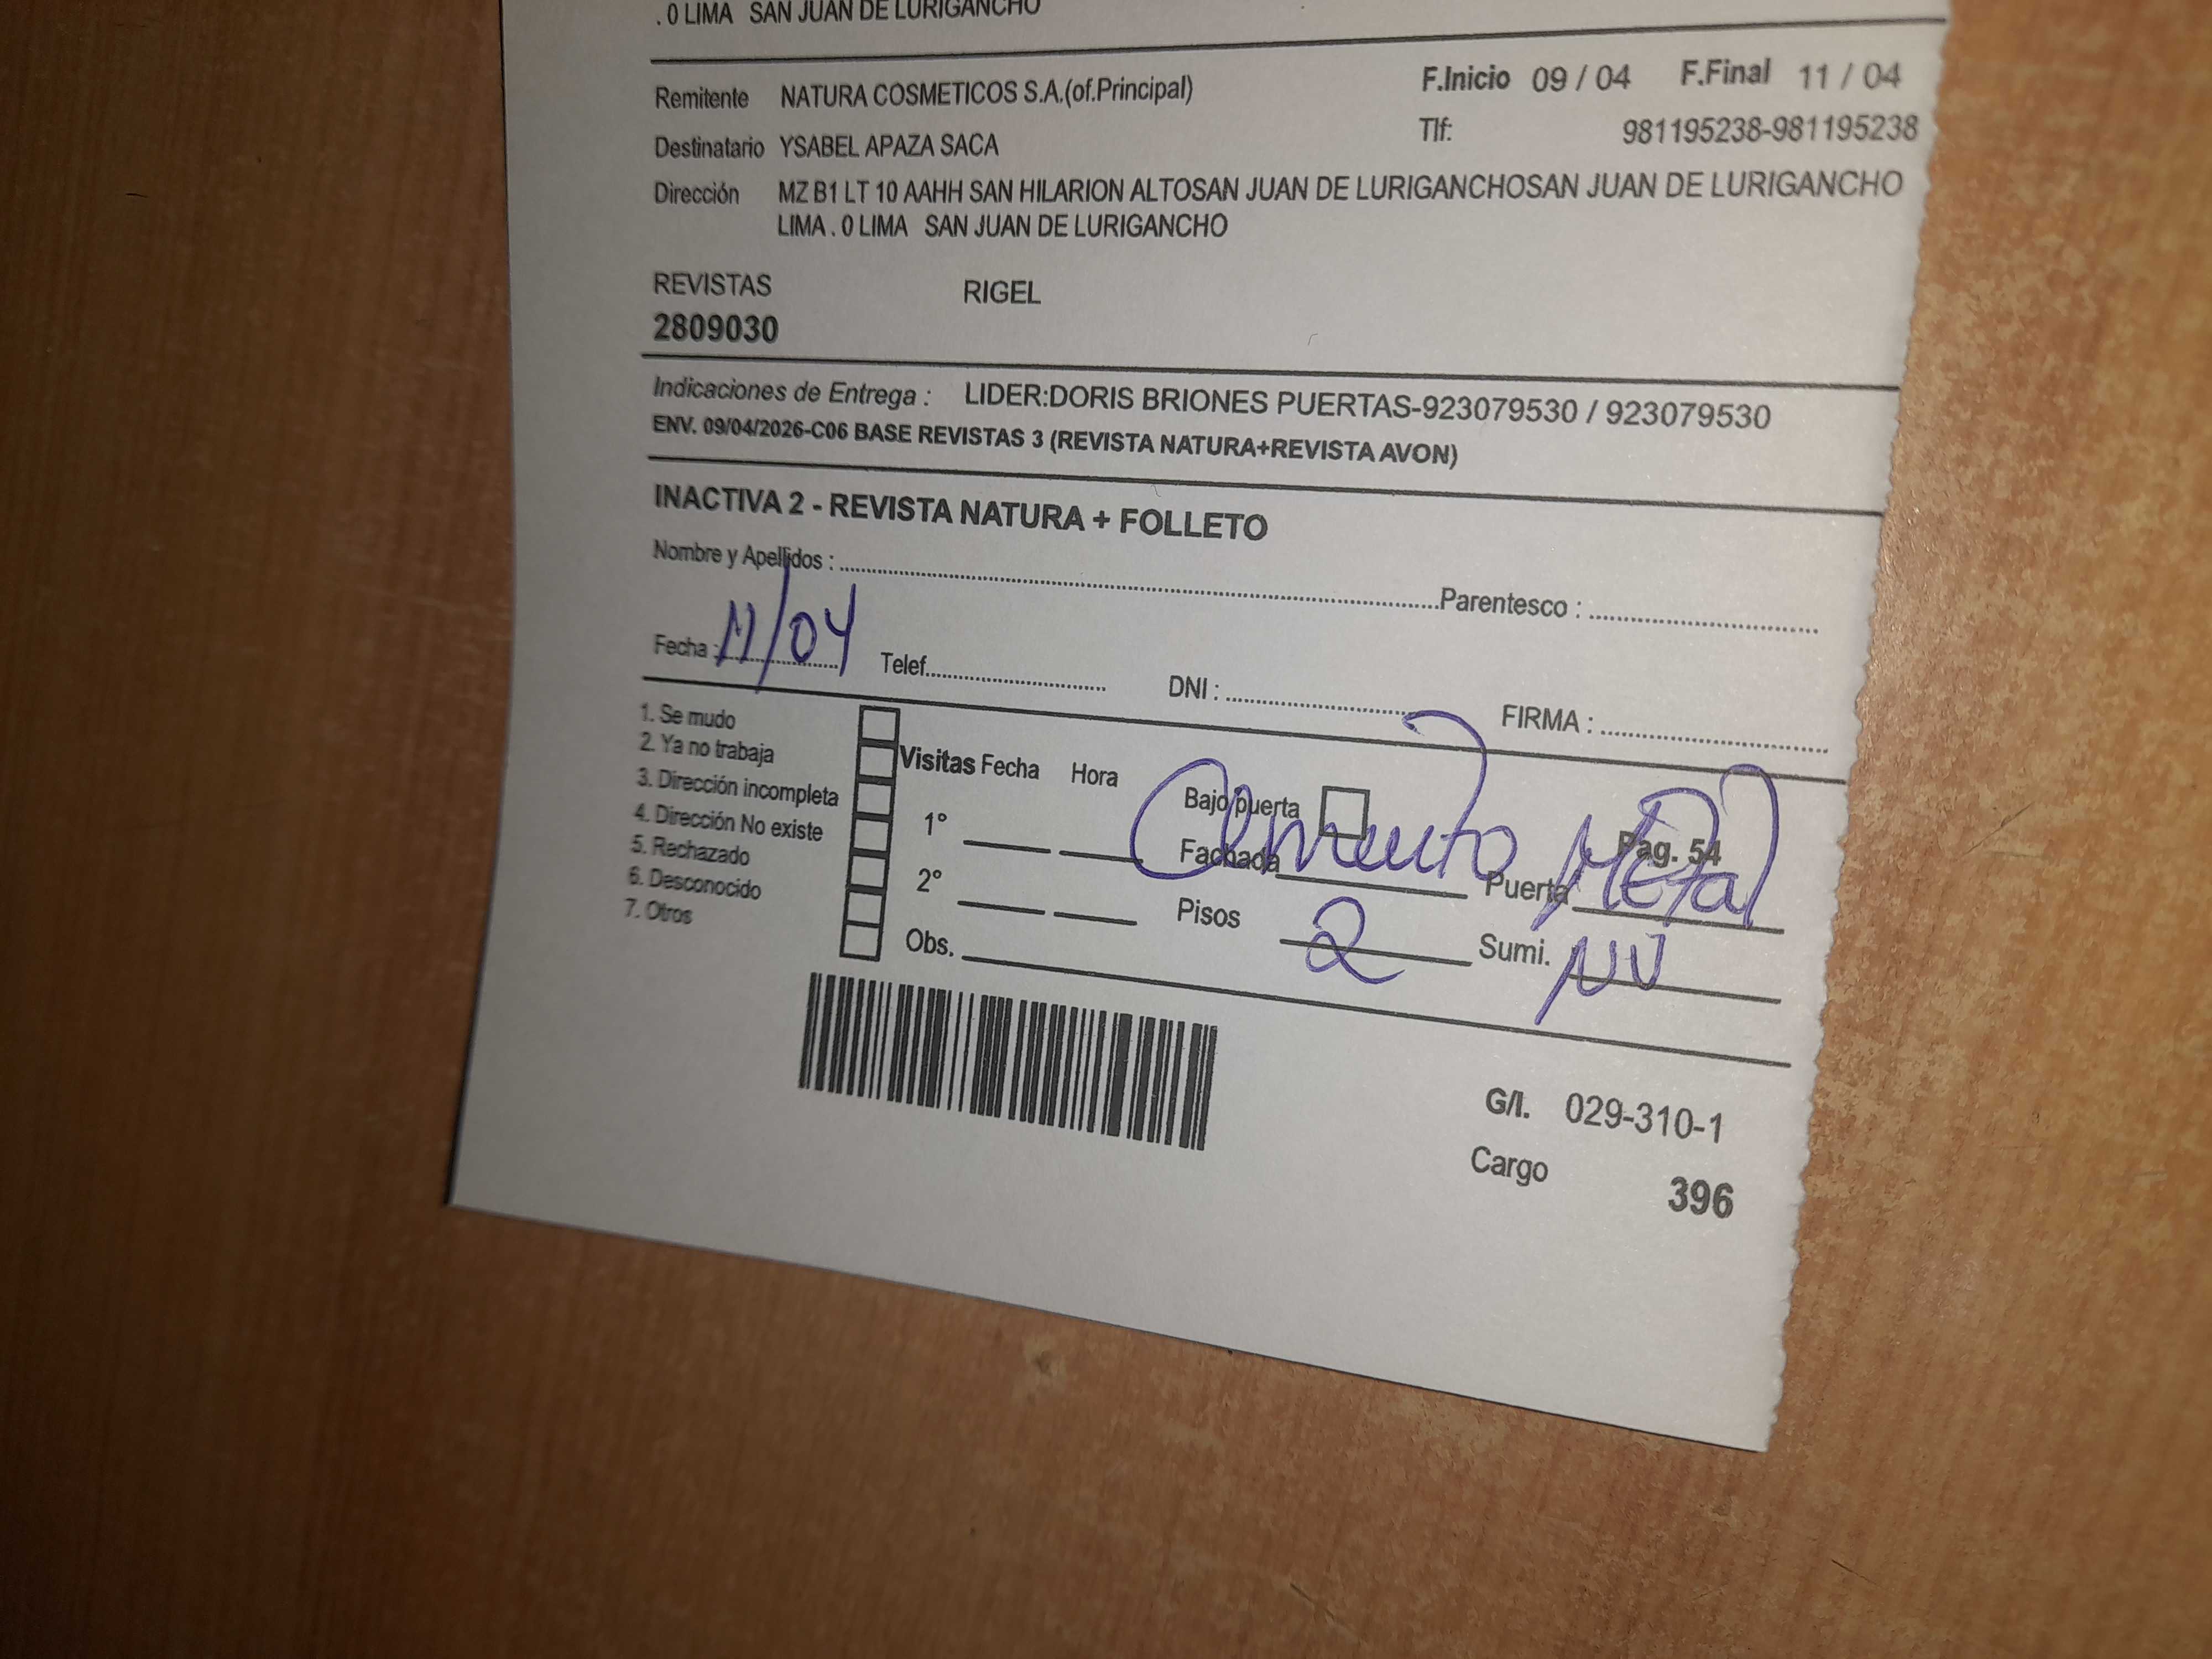 . 0 LIMA SAN JUAN DE LURIGANCHO
Remitente NATURA COSMETICOS S.A.(of.Principal) F.Inicio 09 / 04 F.Final 11 / 04
Destinatario YSABEL APAZA SACA Tlf: 981195238-981195238
Dirección MZ B1 LT 10 AAHH SAN HILARION ALTOSAN JUAN DE LURIGANCHOSAN JUAN DE LURIGANCHO
LIMA . 0 LIMA SAN JUAN DE LURIGANCHO
REVISTAS RIGEL
2809030
Indicaciones de Entrega : LIDER:DORIS BRIONES PUERTAS-923079530 / 923079530
ENV. 09/04/2026-C06 BASE REVISTAS 3 (REVISTA NATURA+REVISTA AVON)
INACTIVA 2 - REVISTA NATURA + FOLLETO
Nombre y Apellidos : Parentesco :
Fecha : 11/04 Telef. DNI : FIRMA :
1. Se mudo
2. Ya no trabaja
3. Dirección incompleta
4. Dirección No existe
5. Rechazado
6. Desconocido
7. Otros
Visitas Fecha Hora
1°
2°
Obs.
Bajo puerta Pag. 54
Fachada Cemento Puerta Metal
Pisos 2 Sumi.
G/I. 029-310-1
Cargo 396